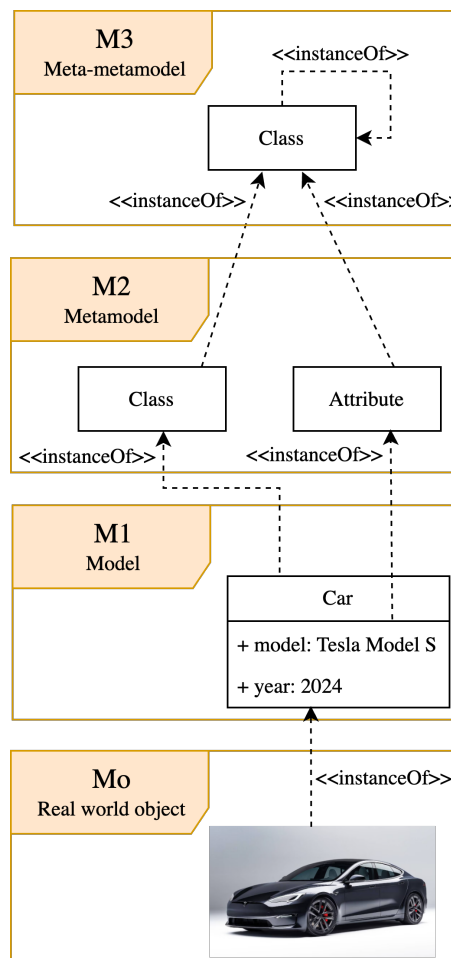 M3
Meta-metamodel
<<instanceOf>>
Class
<<instanceOf>>
<<instanceOf>
M2
Metamodel
Class
Attribute
<<instanceOf>>
<<instanceOf>>
M1
Model
Car
+ model: Tesla Model S
+ year: 2024
Mo
Real world object
<<instanceOf>>